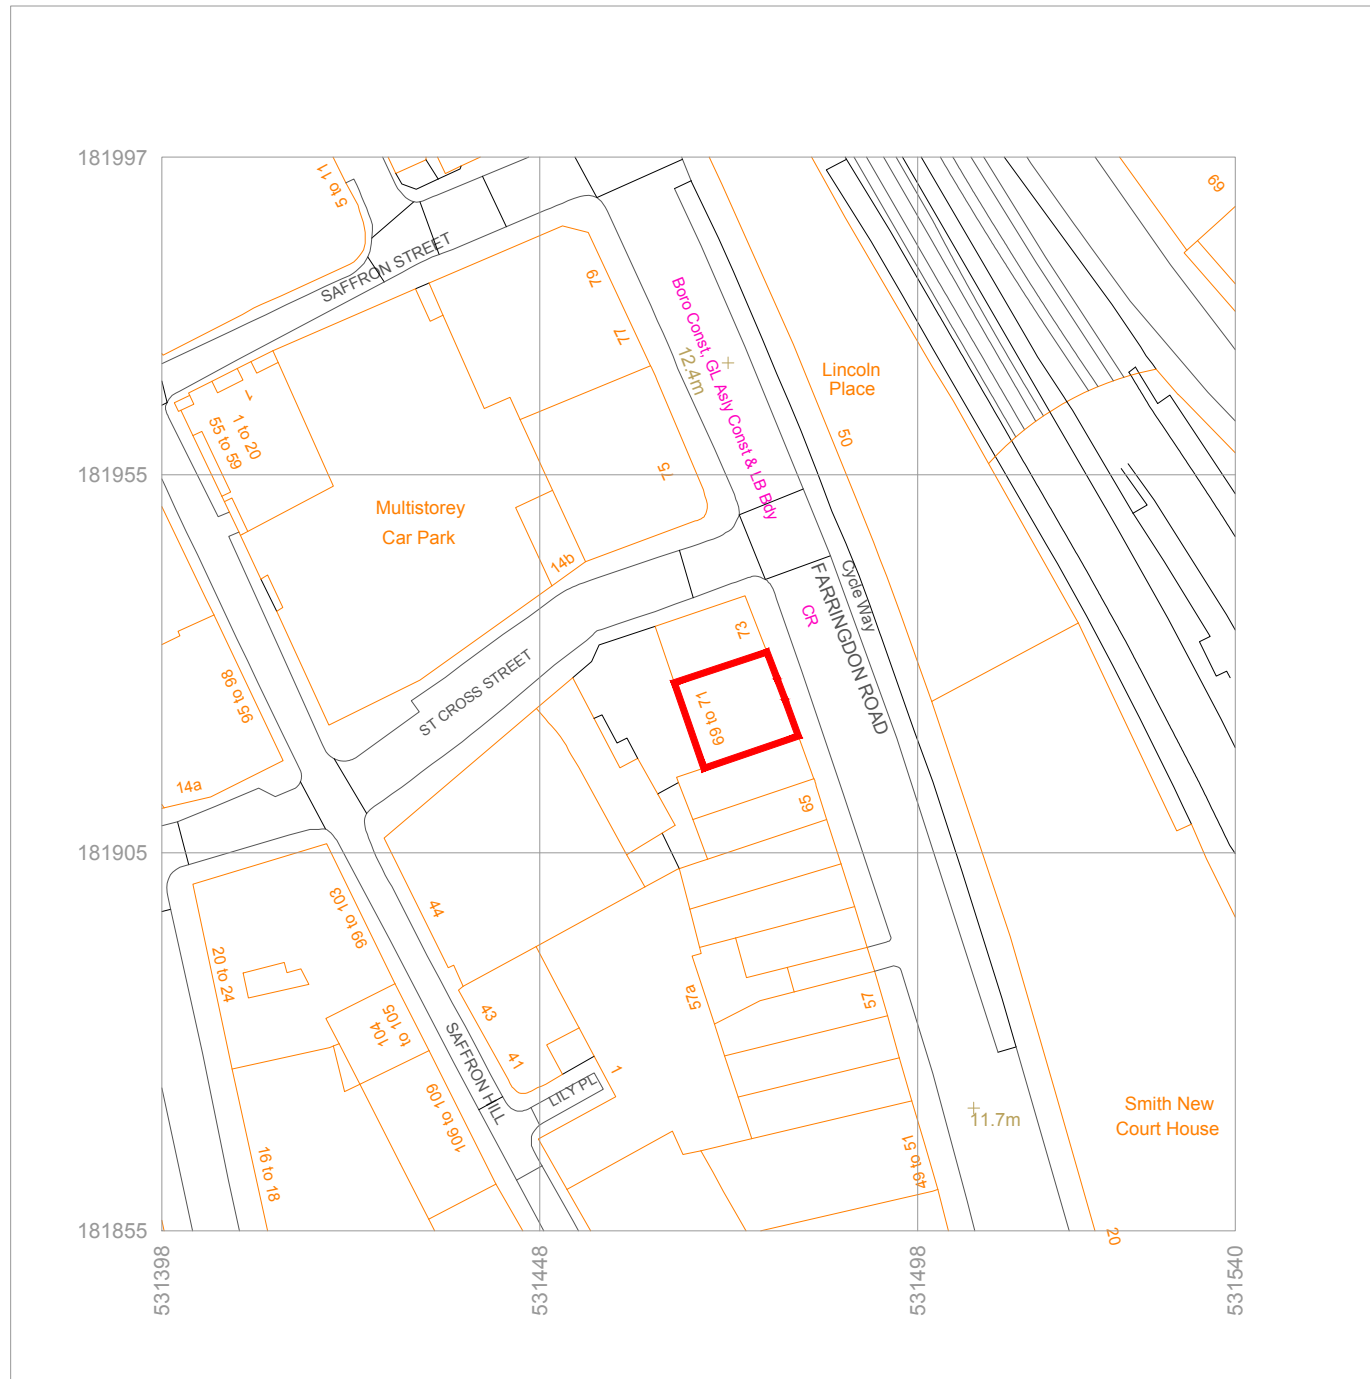 181997
181955
181905
181855
531398
531448
531498
531540
5 to 11
SAFFRON STREET
69
79
77
75
Boro Const, GL Asly Const & LB Bdy
12.4m
Lincoln
Place
50
1
1 to 20
55 to 59
Multistorey
Car Park
14b
Cycle Way
FARRINGDON ROAD
CR
73
69 to 71
ST CROSS STREET
95 to 98
14a
65
99 to 103
44
20 to 24
57a
57
104
to 105
43
41
SAFFRON HILL
LILY PL
1
106 to 109
16 to 18
49 to 51
11.7m
Smith New
Court House
20